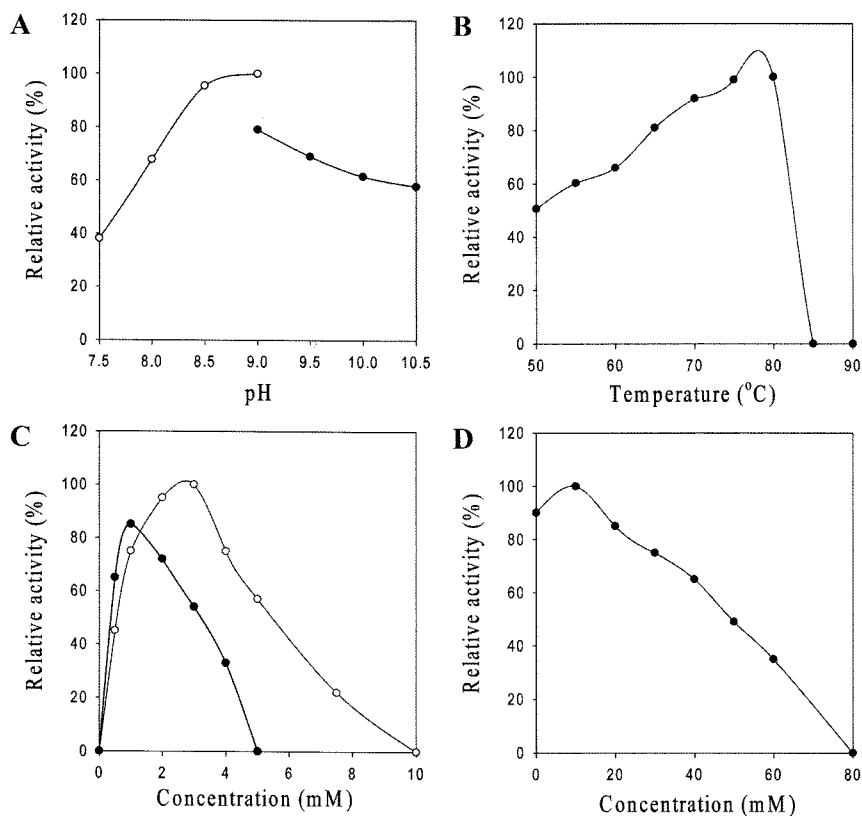 A
Relative activity (%)
120
100
80
60
40
20
0
7.5 8.0 8.5 9.0 9.5 10.0 10.5
pH
B
Relative activity (%)
120
100
80
60
40
20
0
50 60 70 80 90
Temperature (°C)
C
Relative activity (%)
120
100
80
60
40
20
0
0 2 4 6 8 10
Concentration (mM)
D
Relative activity (%)
120
100
80
60
40
20
0
0 20 40 60 80
Concentration (mM)